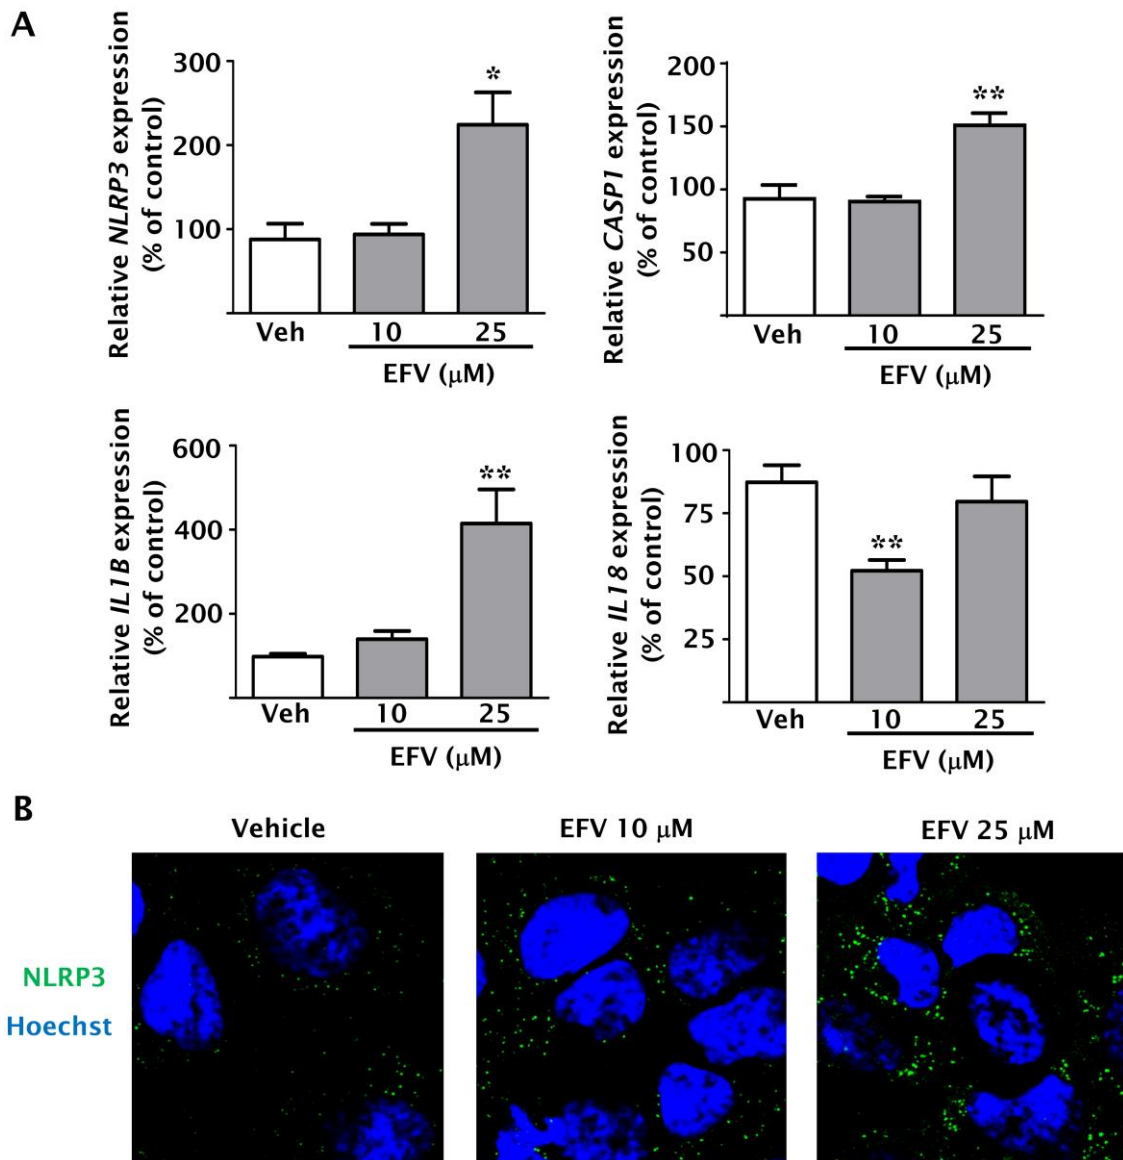 A
Relative NLRP3 expression
(% of control)
300
200
100
*
Veh
10
25
EFV (μM)
Relative CASP1 expression
(% of control)
200
150
100
50
**
Veh
10
25
EFV (μM)
Relative IL1B expression
(% of control)
600
400
200
**
Veh
10
25
EFV (μM)
Relative IL18 expression
(% of control)
100
75
50
25
**
Veh
10
25
EFV (μM)
B
Vehicle
EFV 10 μM
EFV 25 μM
NLRP3
Hoechst